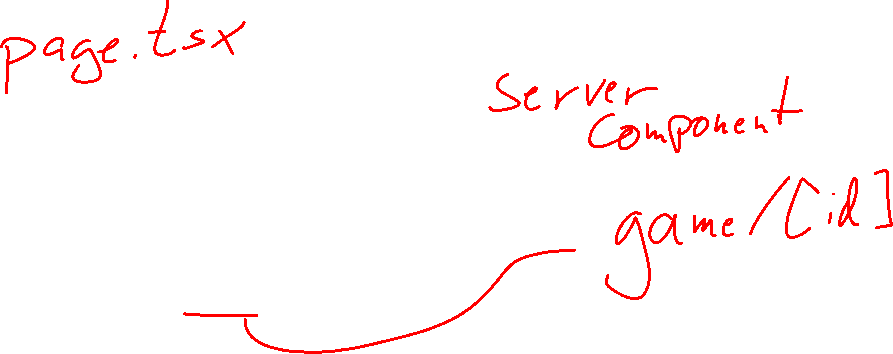 page.tsx
server
component
game/[id]